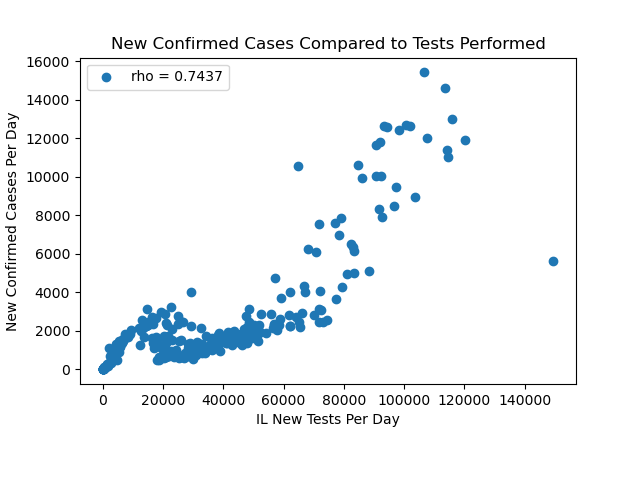 New Confirmed Cases Compared to Tests Performed
rho = 0.7437
New Confirmed Caeses Per Day
16000
14000
12000
10000
8000
6000
4000
2000
0
0 20000 40000 60000 80000 100000 120000 140000
IL New Tests Per Day